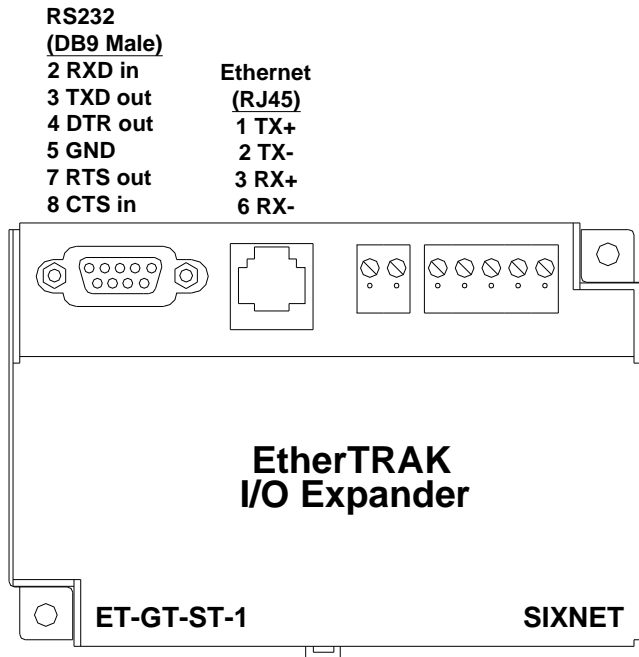 RS232
(DB9 Male)
2 RXD in
3 TXD out
4 DTR out
5 GND
7 RTS out
8 CTS in
Ethernet
(RJ45)
1 TX+
2 TX-
3 RX+
6 RX-
EtherTRAK
I/O Expander
ET-GT-ST-1
SIXNET